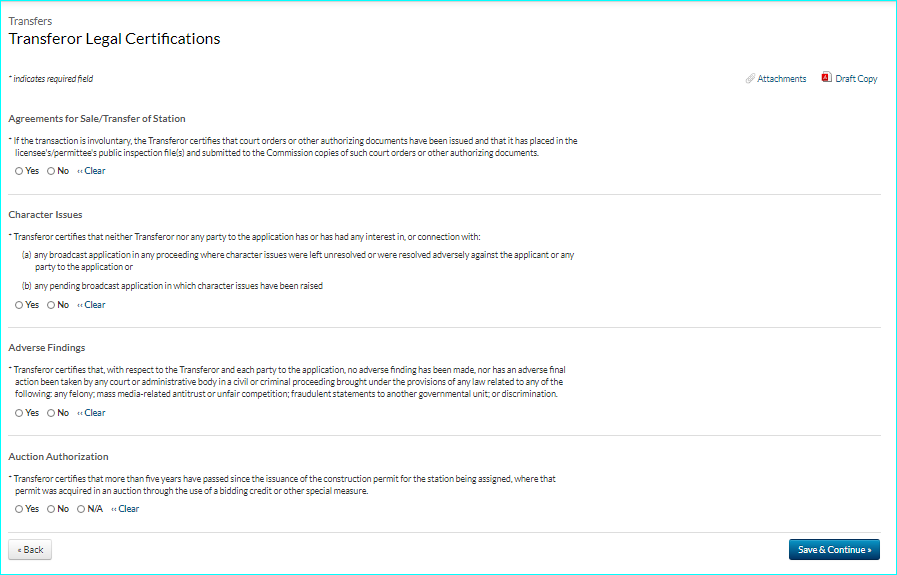 Transfers
Transferor Legal Certifications
* indicates required field
Attachments Draft Copy
Agreements for Sale/Transfer of Station
* If the transaction is involuntary, the Transferor certifies that court orders or other authorizing documents have been issued and that it has placed in the
licensee's/permittee's public inspection file(s) and submitted to the Commission copies of such court orders or other authorizing documents.
Yes No «Clear
Character Issues
* Transferor certifies that neither Transferor nor any party to the application has or has had any interest in, or connection with:
(a) any broadcast application in any proceeding where character issues were left unresolved or were resolved adversely against the applicant or any
party to the application or
(b) any pending broadcast application in which character issues have been raised
Yes No «Clear
Adverse Findings
* Transferor certifies that, with respect to the Transferor and each party to the application, no adverse finding has been made, nor has an adverse final
action been taken by any court or administrative body in a civil or criminal proceeding brought under the provisions of any law related to any of the
following: any felony; mass media-related antitrust or unfair competition; fraudulent statements to another governmental unit; or discrimination.
Yes No «Clear
Auction Authorization
* Transferor certifies that more than five years have passed since the issuance of the construction permit for the station being assigned, where that
permit was acquired in an auction through the use of a bidding credit or other special measure.
Yes No N/A «Clear
« Back Save & Continue »